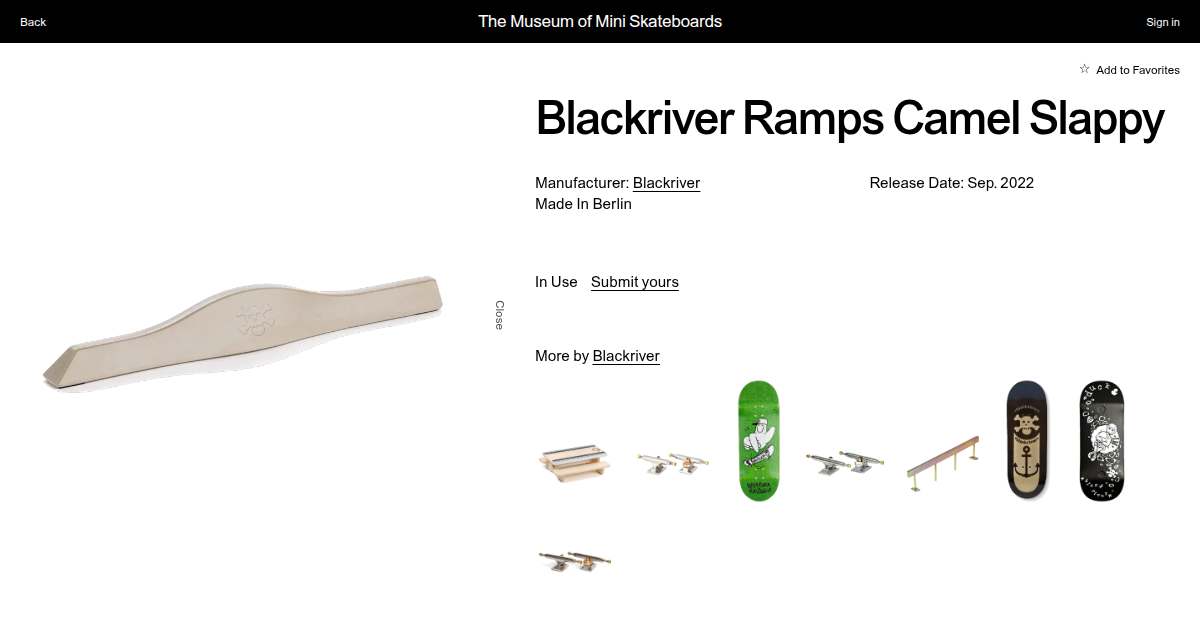 Back
The Museum of Mini Skateboards
Sign in
☆ Add to Favorites
Blackriver Ramps Camel Slappy
Manufacturer: Blackriver
Made In Berlin
Release Date: Sep. 2022
In Use Submit yours
Close
More by Blackriver